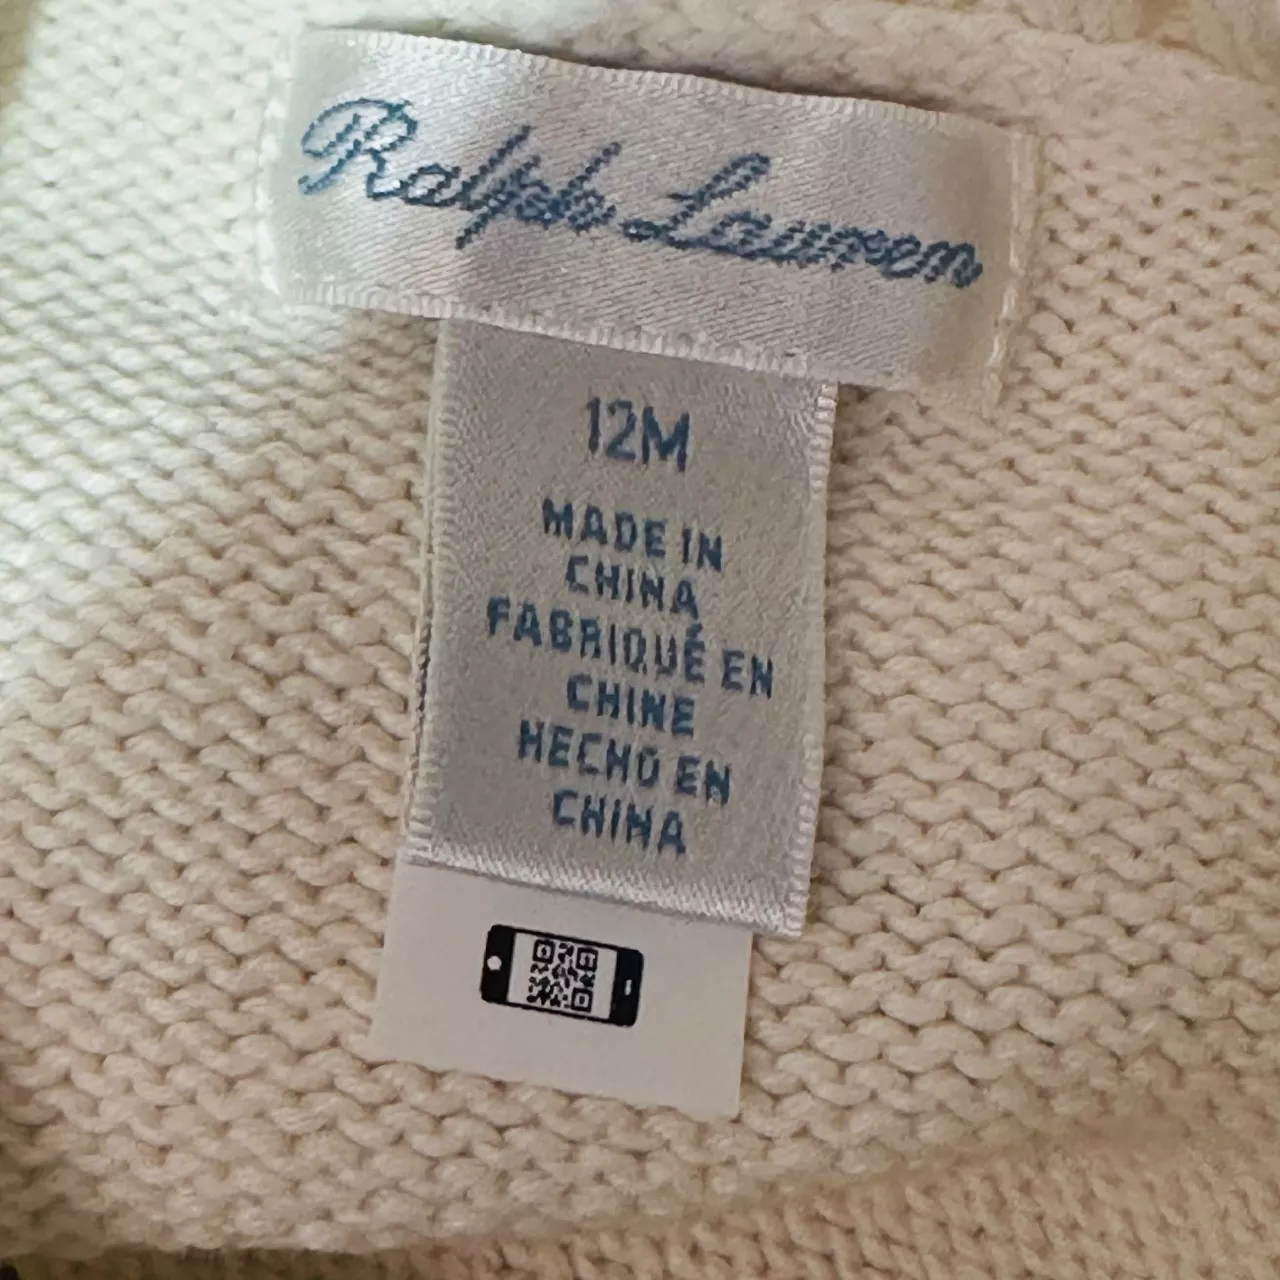 Ralph Lauren
12M
MADE IN
CHINA
FABRIQUÉ EN
CHINE
HECHO EN
CHINA